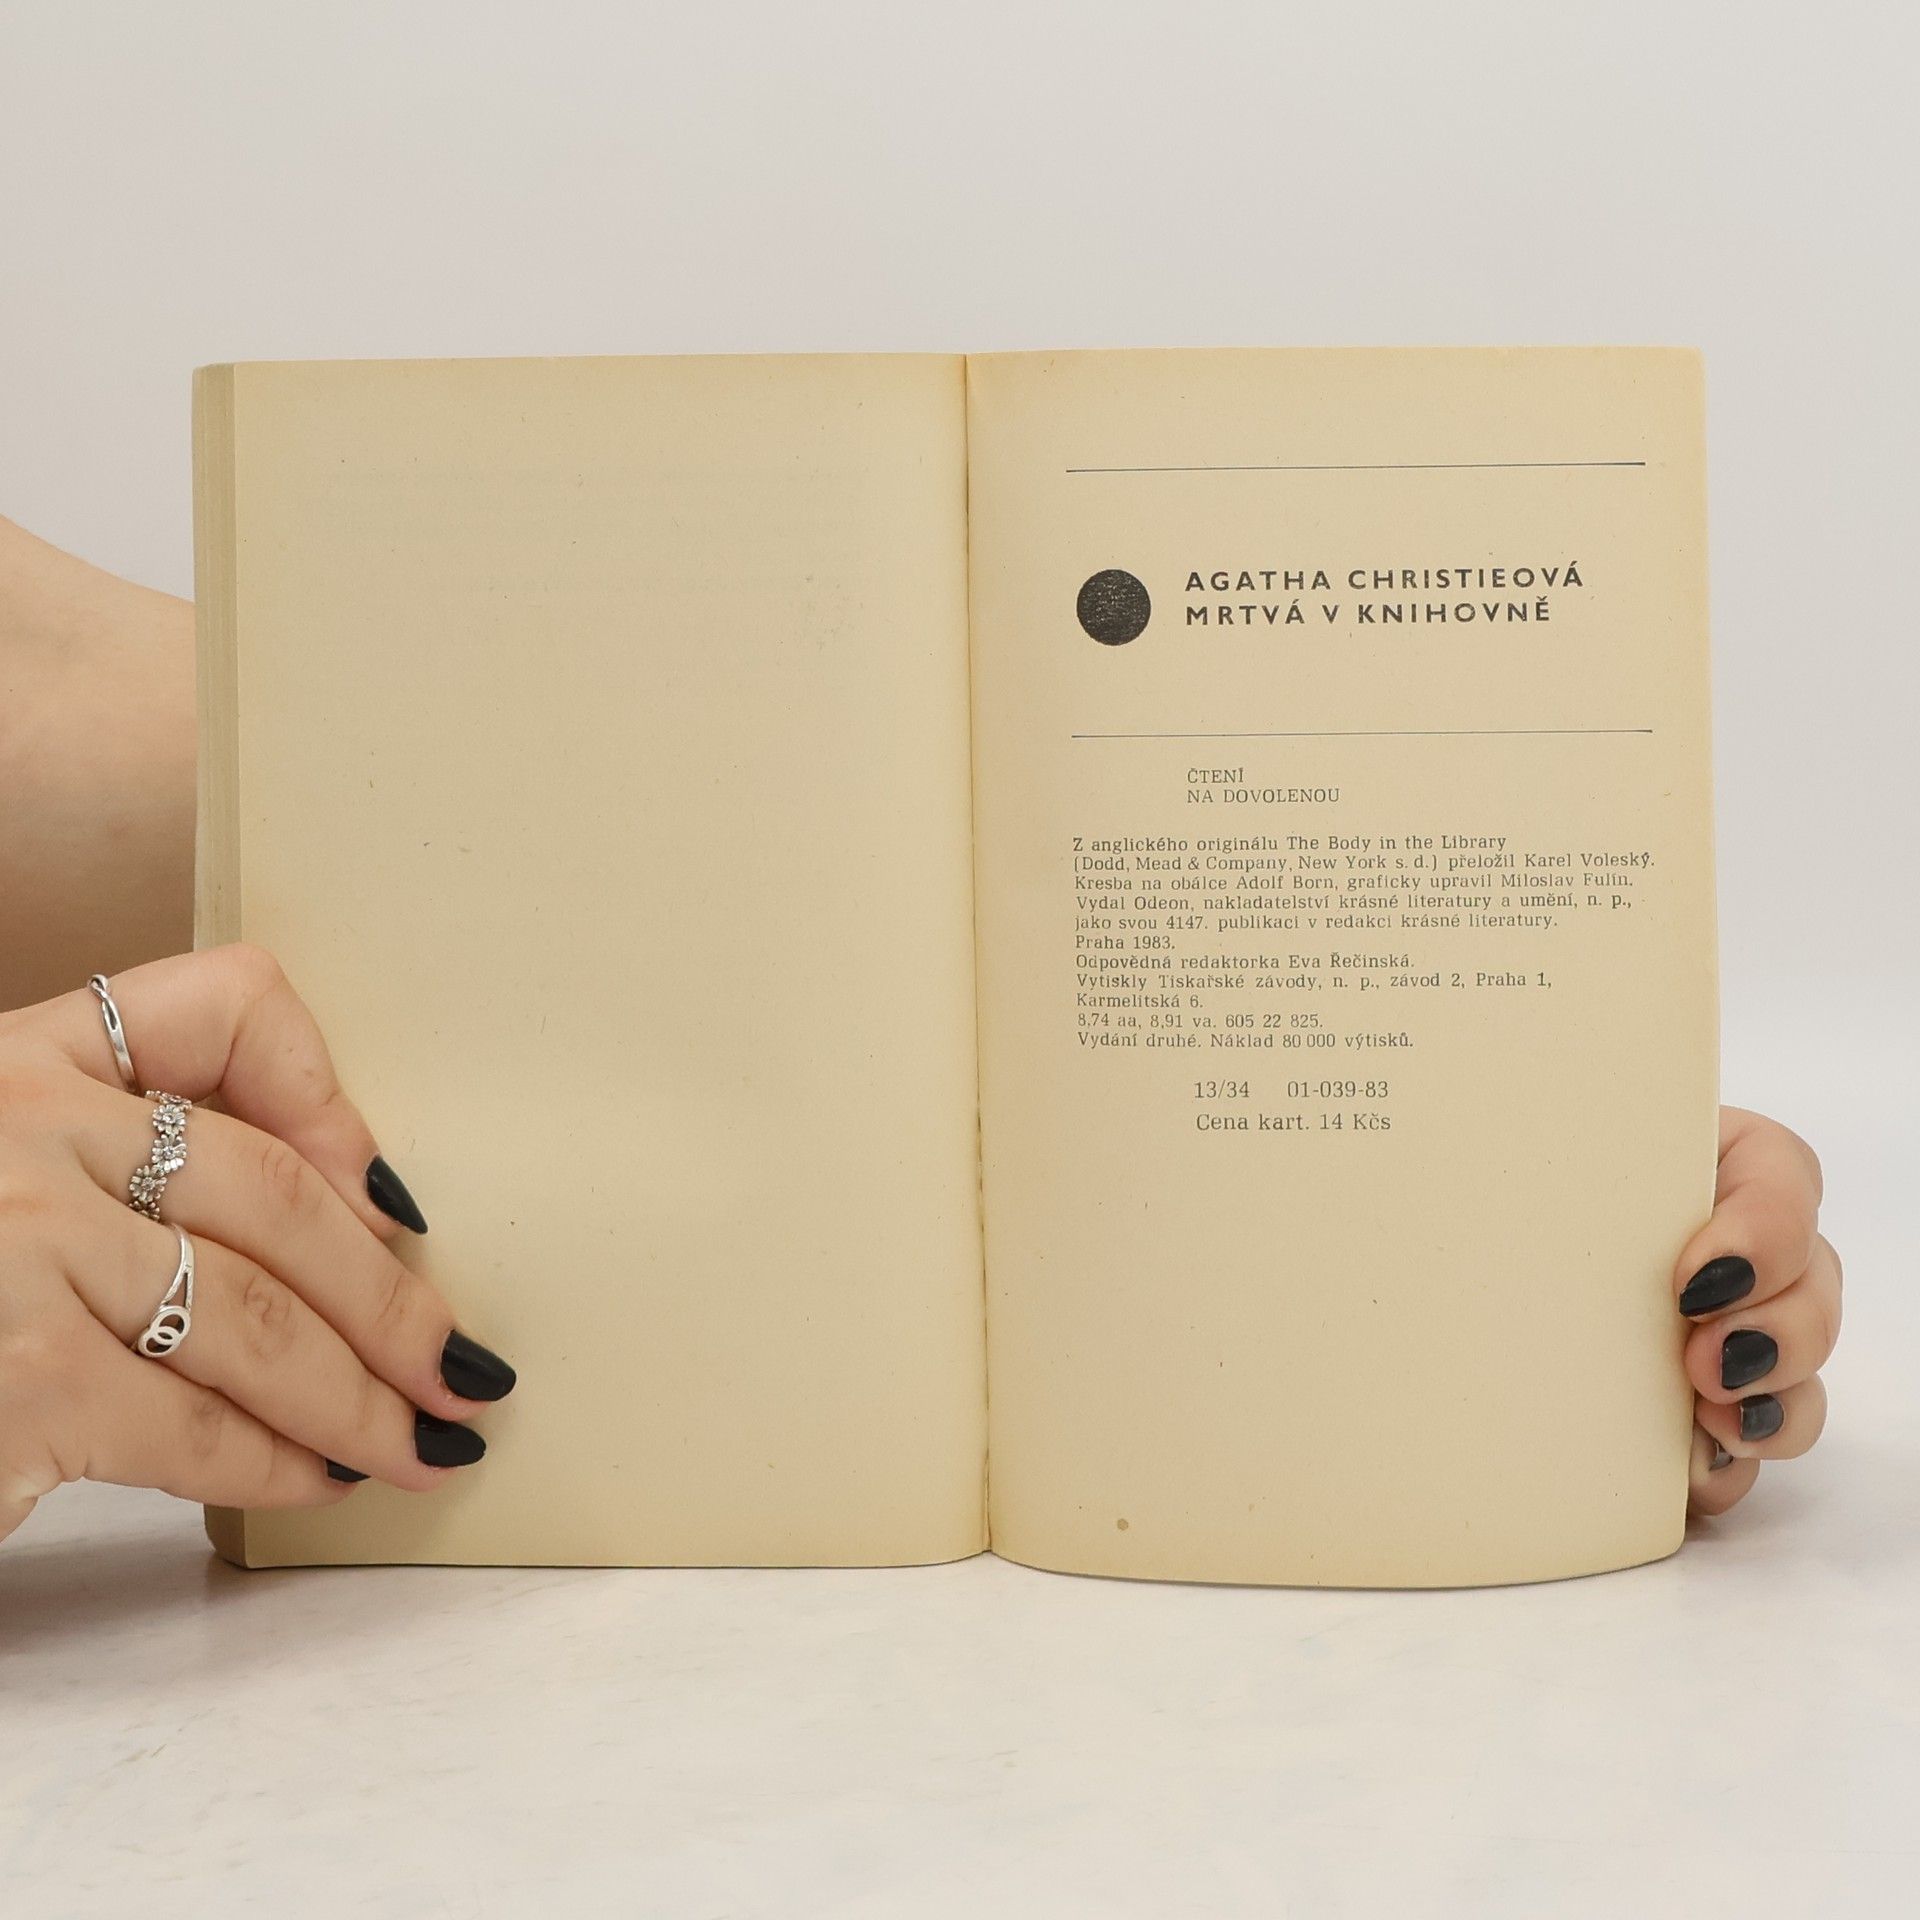 AGATHA CHRISTIEOVÁ
MRTVÁ V KNIHOVNĚ
ČTENÍ
NA DOVOLENOU
Z anglického originálu The Body in the Library
(Dodd, Mead & Company, New York s. d.) přeložil Karel Voleský.
Kresba na obálce Adolf Born, graficky upravil Miloslav Fulín.
Vydal Odeon, nakladatelství krásné literatury a umění, n. p.,
jako svou 4147. publikaci v redakci krásné literatury.
Praha 1983.
Odpovědná redaktorka Eva Řečinská.
Vytiskly Tiskařské závody, n. p., závod 2, Praha 1,
Karmelitská 6.
8,74 aa, 8,91 va. 605 22 825.
Vydání druhé. Náklad 80 000 výtisků.
13/34 01-039-83
Cena kart. 14 Kčs